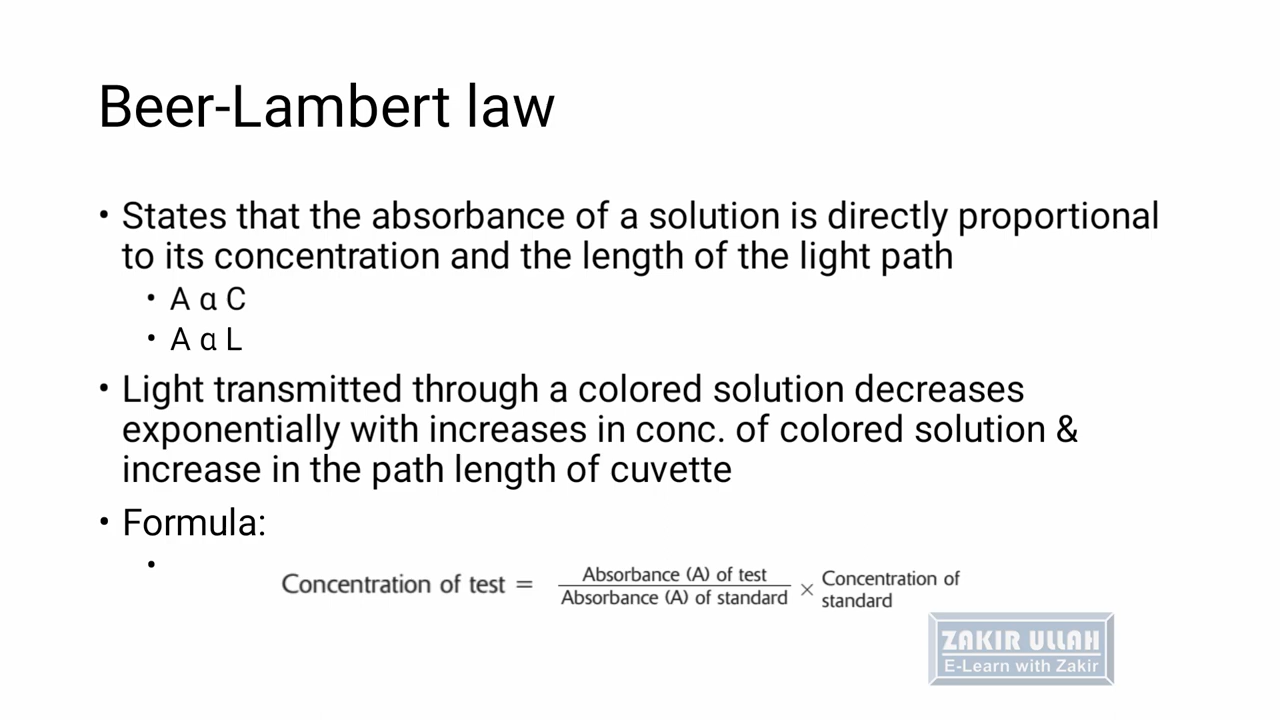 Beer-Lambert law
• States that the absorbance of a solution is directly proportional
to its concentration and the length of the light path
• A α C
• A α L
• Light transmitted through a colored solution decreases
exponentially with increases in conc. of colored solution &
increase in the path length of cuvette
• Formula:
•
Concentration of test = Absorbance (A) of test / Absorbance (A) of standard × Concentration of standard
ZAKIR ULLAH
E-Learn with Zakir